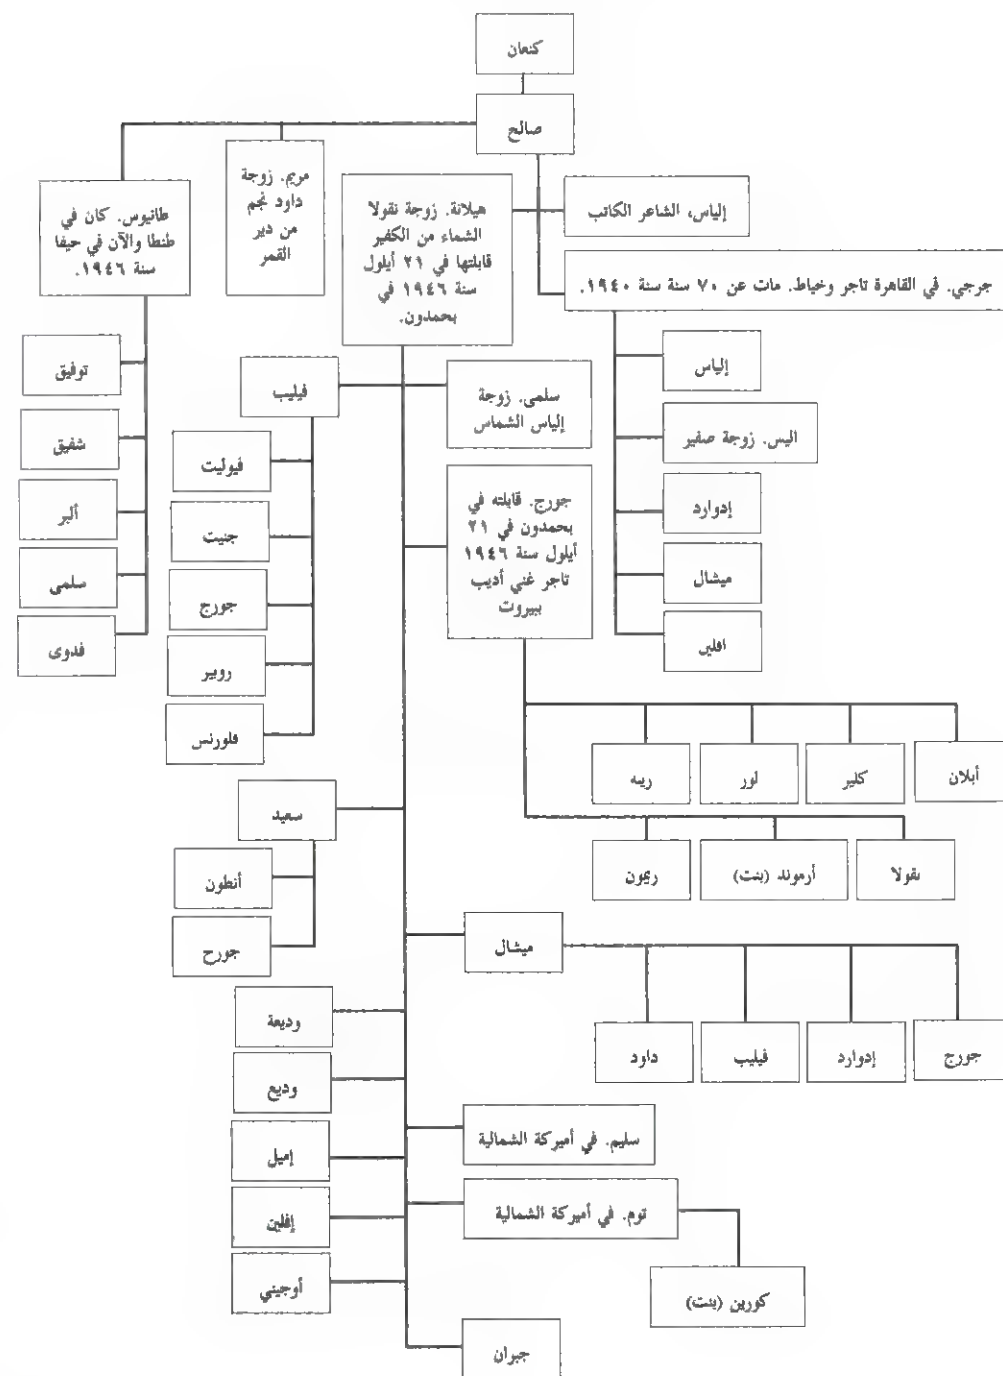 كنعان
صالح
إلياس، الشاعر الكاتب
جرجي. في القاهرة تاجر وخياط. مات عن ٧٠ سنة سنة ١٩٤٠.
هيلانة. زوجة نقولا
الشماء من الكفير
قابلتها في ٢١ أيلول
سنة ١٩٤٦ في
بحمدون.
مريم. زوجة
داود نجم
من دير
القمر
طانيوس. كان في
طنطا والآن في حيفا
سنة ١٩٤٦.
إلياس
اليس. زوجة صفير
إدوارد
ميشال
افلين
سلمى. زوجة
إلياس الشماس
فيليب
توفيق
شفيق
ألبر
سلمى
فدوى
فيوليت
جنيت
جورج
روبير
فلورنس
جورج. قابلته في
بحمدون في ٢١
أيلول سنة ١٩٤٦
تاجر غني أديب
ببيروت
أبلان
كلير
لور
رينه
نقولا
أرموند (بنت)
ريمون
سعيد
أنطون
جورج
ميشال
جورج
إدوارد
فيليب
داود
وديعة
وديع
إميل
إفلين
أوجيني
سليم. في أميركة الشمالية
توم. في أميركة الشمالية
كورين (بنت)
جبران